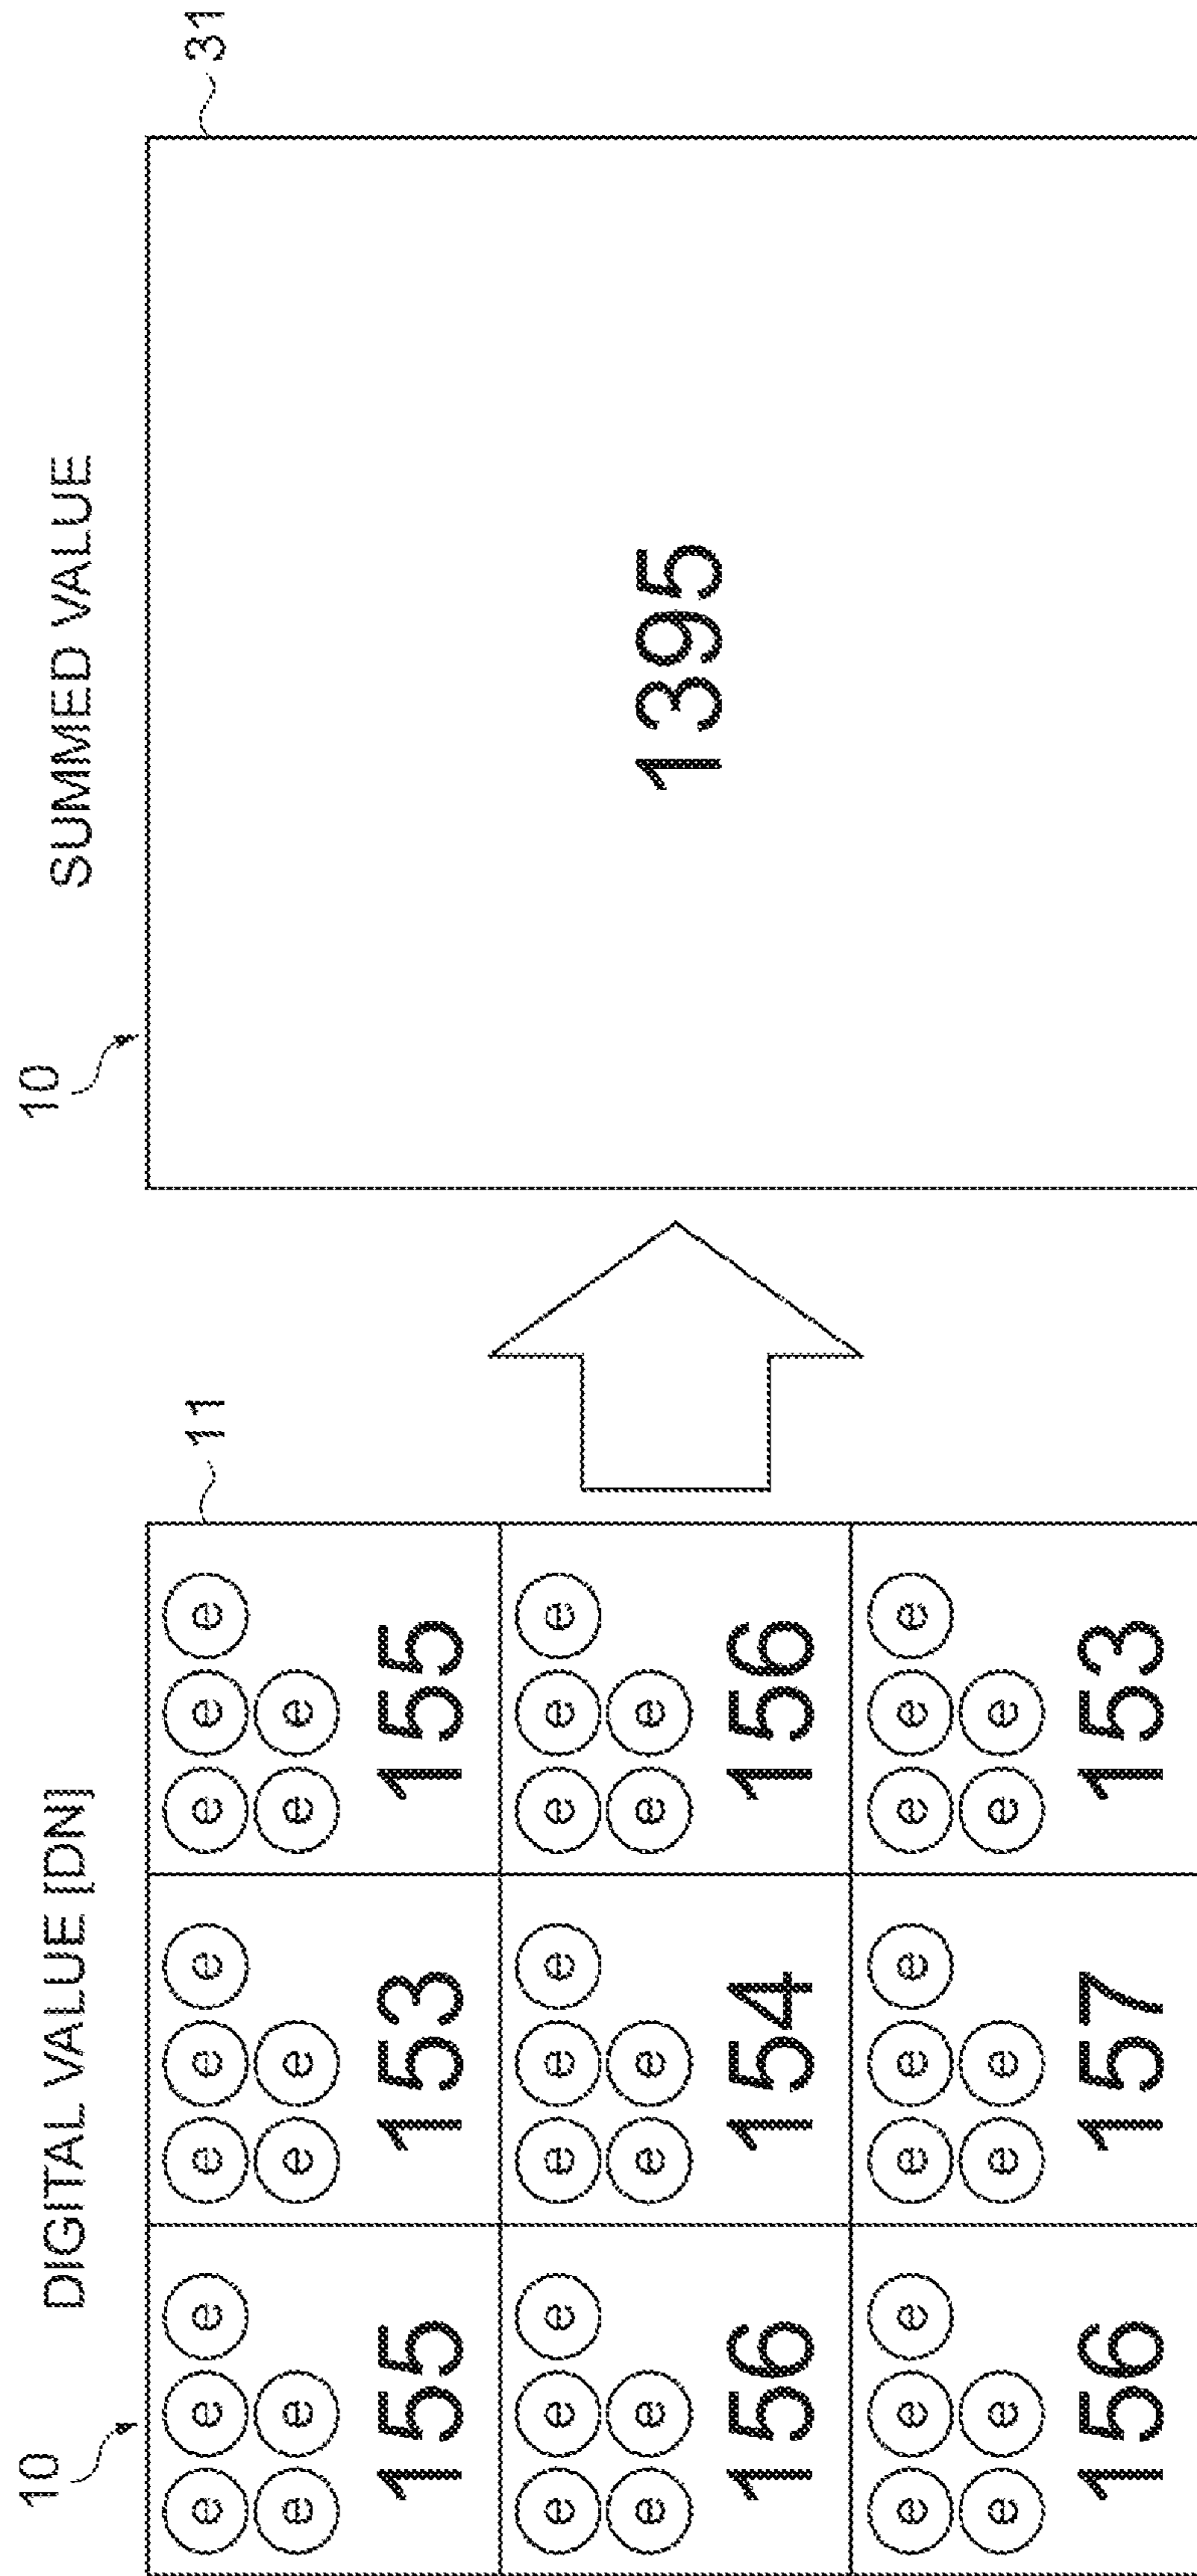 10 DIGITAL VALUE [DN] 11
e e e e e e e e e
e e e e e e
155 153 155
e e e e e e e e e
e e e e e e
156 154 156
e e e e e e e e e
e e e e e e
156 157 153
10 SUMMED VALUE 31
1395